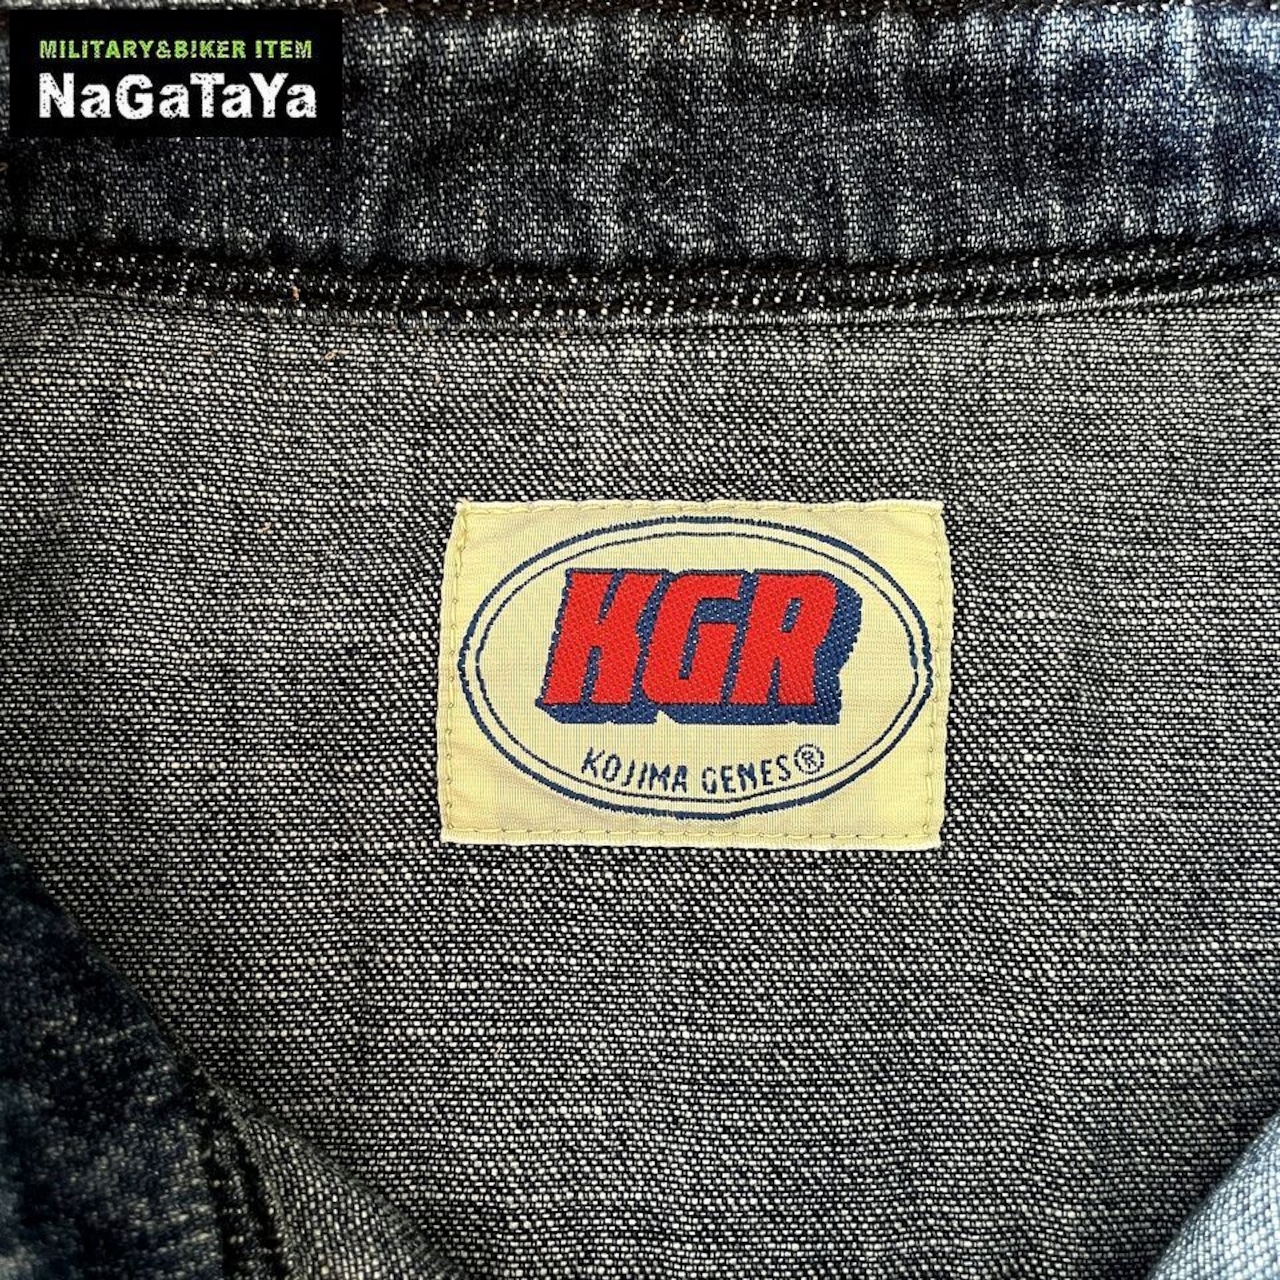 MILITARY&BIKER ITEM
NaGaTaYa
KGR
KOJIMA GENES®